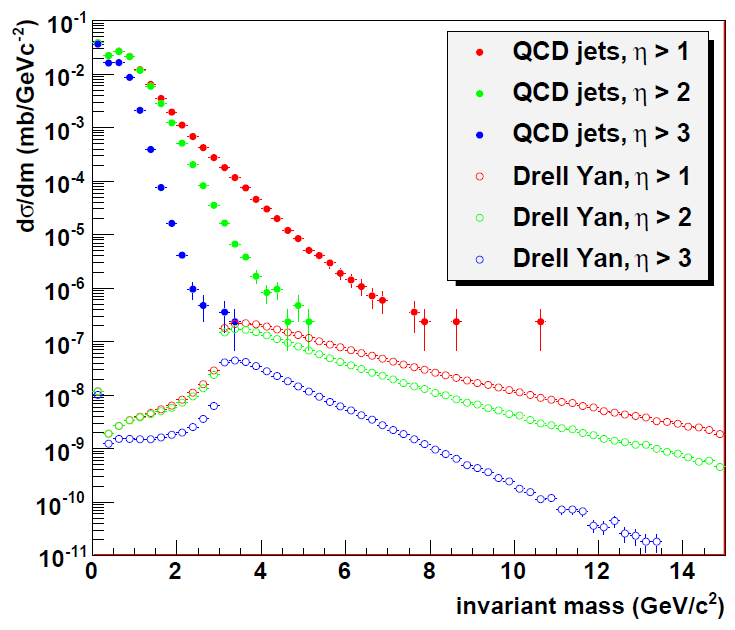 dσ/dm (mb/GeVc⁻²)
10⁻¹
10⁻²
10⁻³
10⁻⁴
10⁻⁵
10⁻⁶
10⁻⁷
10⁻⁸
10⁻⁹
10⁻¹⁰
10⁻¹¹
QCD jets, η > 1
QCD jets, η > 2
QCD jets, η > 3
Drell Yan, η > 1
Drell Yan, η > 2
Drell Yan, η > 3
0 2 4 6 8 10 12 14
invariant mass (GeV/c²)